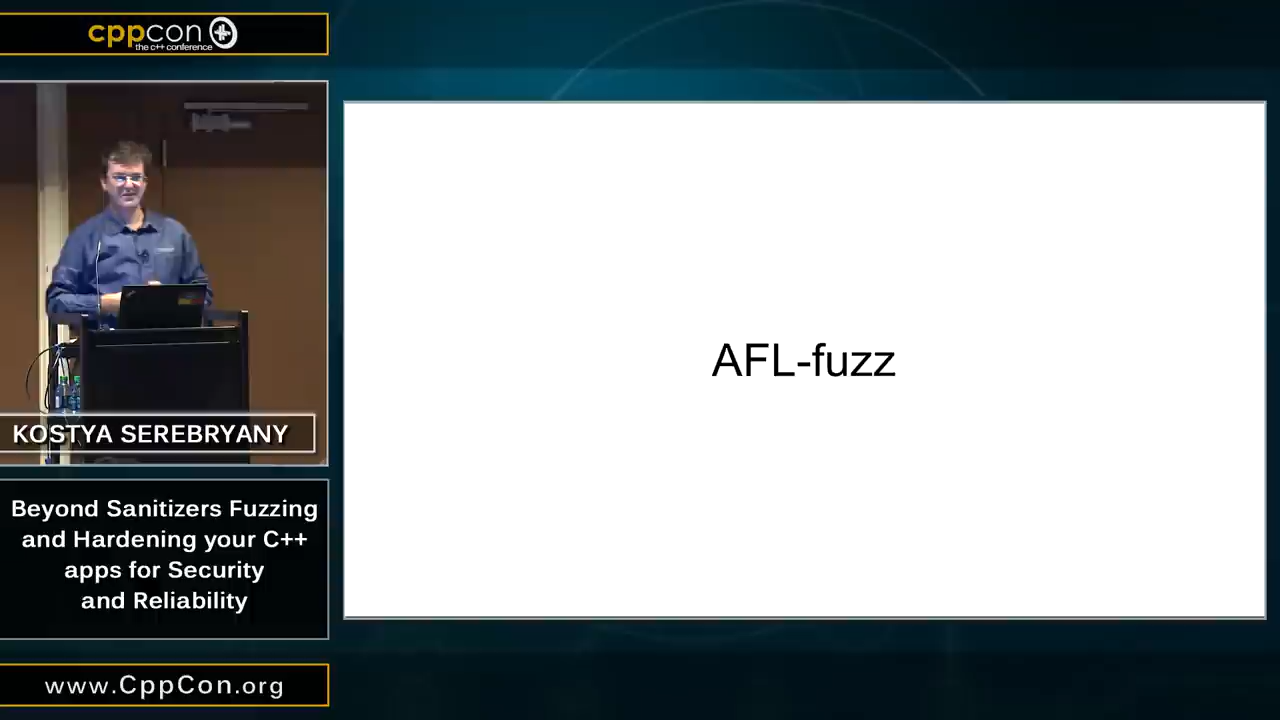 cppcon
the c++ conference
AFL-fuzz
KOSTYA SEREBRYANY
Beyond Sanitizers Fuzzing
and Hardening your C++
apps for Security
and Reliability
www.CppCon.org